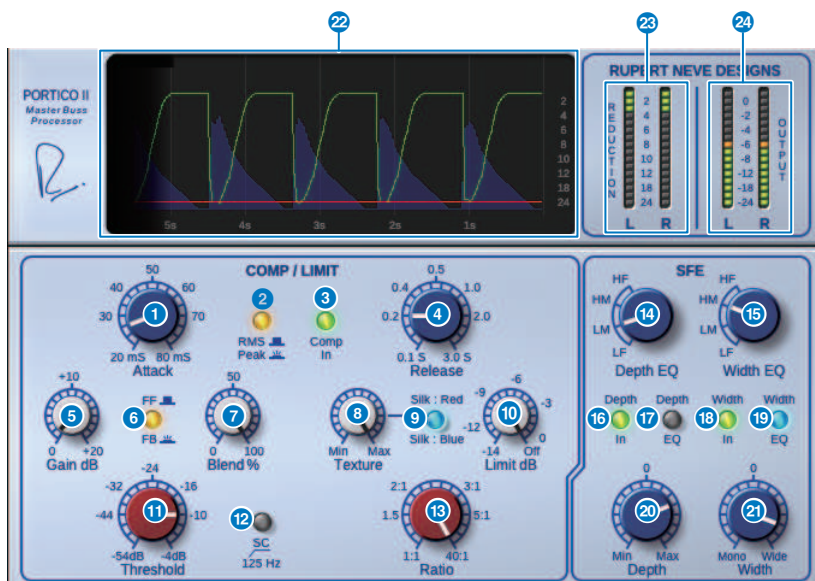 22
23
24
PORTICO II
Master Buss
Processor
2
4
6
8
10
12
18
24
5s
4s
3s
2s
1s
RUPERT NEVE DESIGNS
REDUCTION
2
4
6
8
10
12
18
24
L
R
0
-2
-4
-6
-8
-12
-18
-24
OUTPUT
L
R
COMP / LIMIT
20 mS
30
40
50
60
70
80 mS
1
Attack
2
RMS
Peak
3
Comp
In
0.1 S
0.2
0.4
0.5
1.0
2.0
3.0 S
4
Release
0
+10
+20
5
Gain dB
FF
6
FB
0
50
100
7
Blend %
Min
Max
8
Texture
Silk : Red
9
Silk : Blue
-14
-12
-9
-6
-3
0
Off
10
Limit dB
-54dB
-44
-32
-24
-16
-10
-4dB
11
Threshold
12
SC
125 Hz
1:1
1.5
2:1
3:1
5:1
40:1
13
Ratio
SFE
HF
HM
LM
LF
14
Depth EQ
HF
HM
LM
LF
15
Width EQ
Depth
16
In
Depth
17
EQ
Width
18
In
Width
19
EQ
0
Min
Max
20
Depth
0
Mono
Wide
21
Width